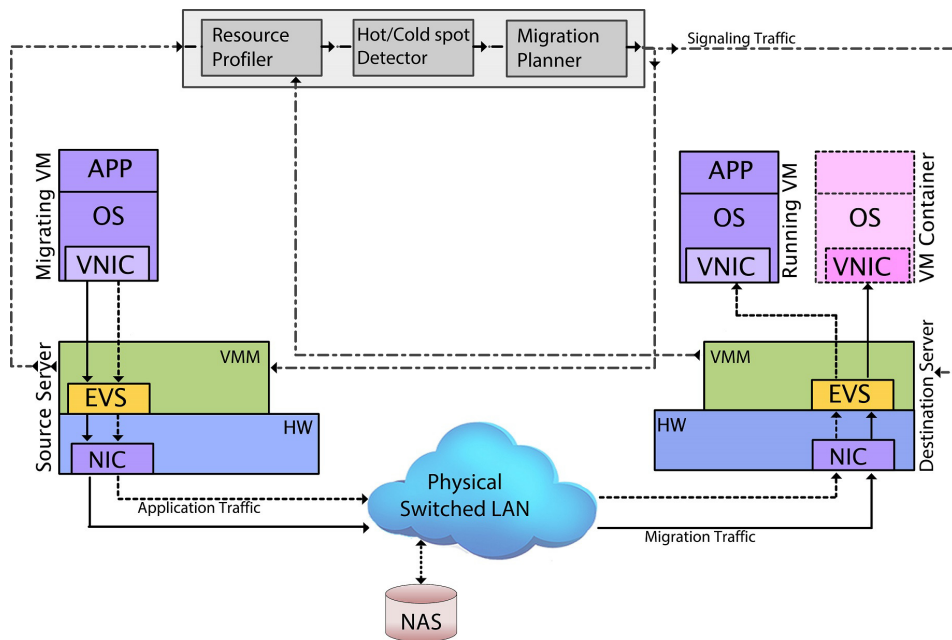 Resource
Profiler
Hot/Cold spot
Detector
Migration
Planner
Signaling Traffic
Migrating VM
APP
OS
VNIC
APP
OS
VNIC
Running VM
OS
VNIC
VM Container
Source Server
VMM
EVS
HW
NIC
VMM
EVS
HW
NIC
Destination Server
Application Traffic
Physical
Switched LAN
Migration Traffic
NAS